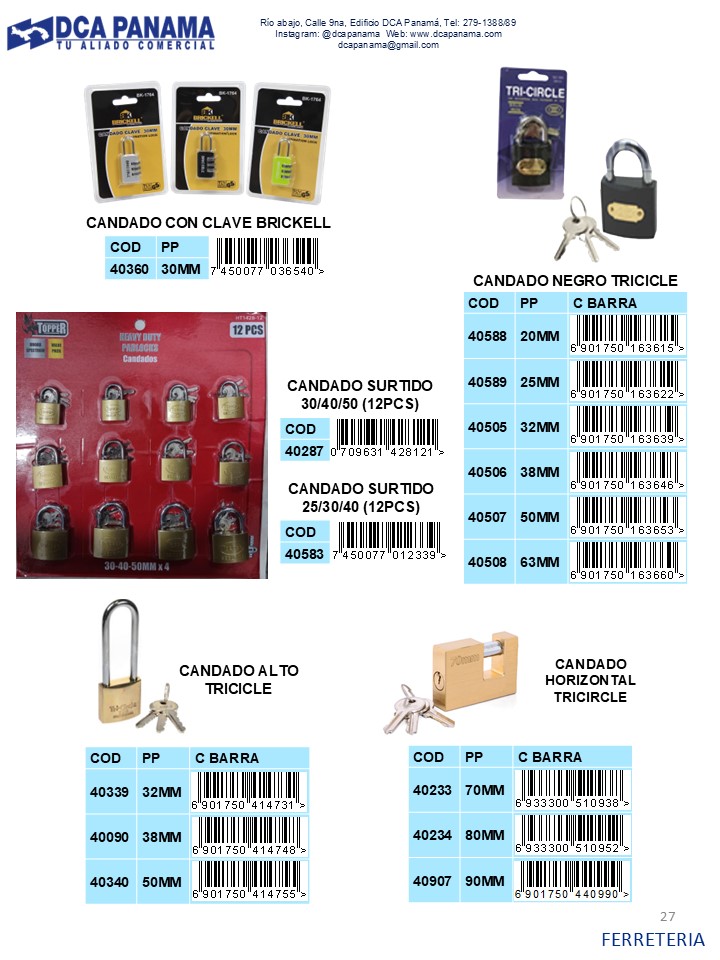 DCA PANAMA
TU ALIADO COMERCIAL
Río abajo, Calle 9na, Edificio DCA Panamá, Tel: 279-1388/89
Instagram: @dcapanama Web: www.dcapanama.com
dcapanama@gmail.com
BK-1784 BK-1784 BK-1784
BRICKELL BRICKELL BRICKELL
CANDADO CLAVE 30MM
TRI-CIRCLE
CANDADO CON CLAVE BRICKELL
COD PP
40360 30MM 7 450077 036540 >
CANDADO NEGRO TRICICLE
COD PP C BARRA
40588 20MM 6 901750 163615 >
40589 25MM 6 901750 163622 >
40505 32MM 6 901750 163639 >
40506 38MM 6 901750 163646 >
40507 50MM 6 901750 163653 >
40508 63MM 6 901750 163660 >
TOPPER
HEAVY DUTY
PADLOCKS
Candados
12 PCS
30-40-50MM x 4
CANDADO SURTIDO
30/40/50 (12PCS)
COD
40287 0 709631 428121 >
CANDADO SURTIDO
25/30/40 (12PCS)
COD
40583 7 450077 012339 >
CANDADO ALTO
TRICICLE
COD PP C BARRA
40339 32MM 6 901750 414731 >
40090 38MM 6 901750 414748 >
40340 50MM 6 901750 414755 >
70mm
CANDADO
HORIZONTAL
TRICIRCLE
COD PP C BARRA
40233 70MM 6 933300 510938 >
40234 80MM 6 933300 510952 >
40907 90MM 6 901750 440990 >
27
FERRETERIA